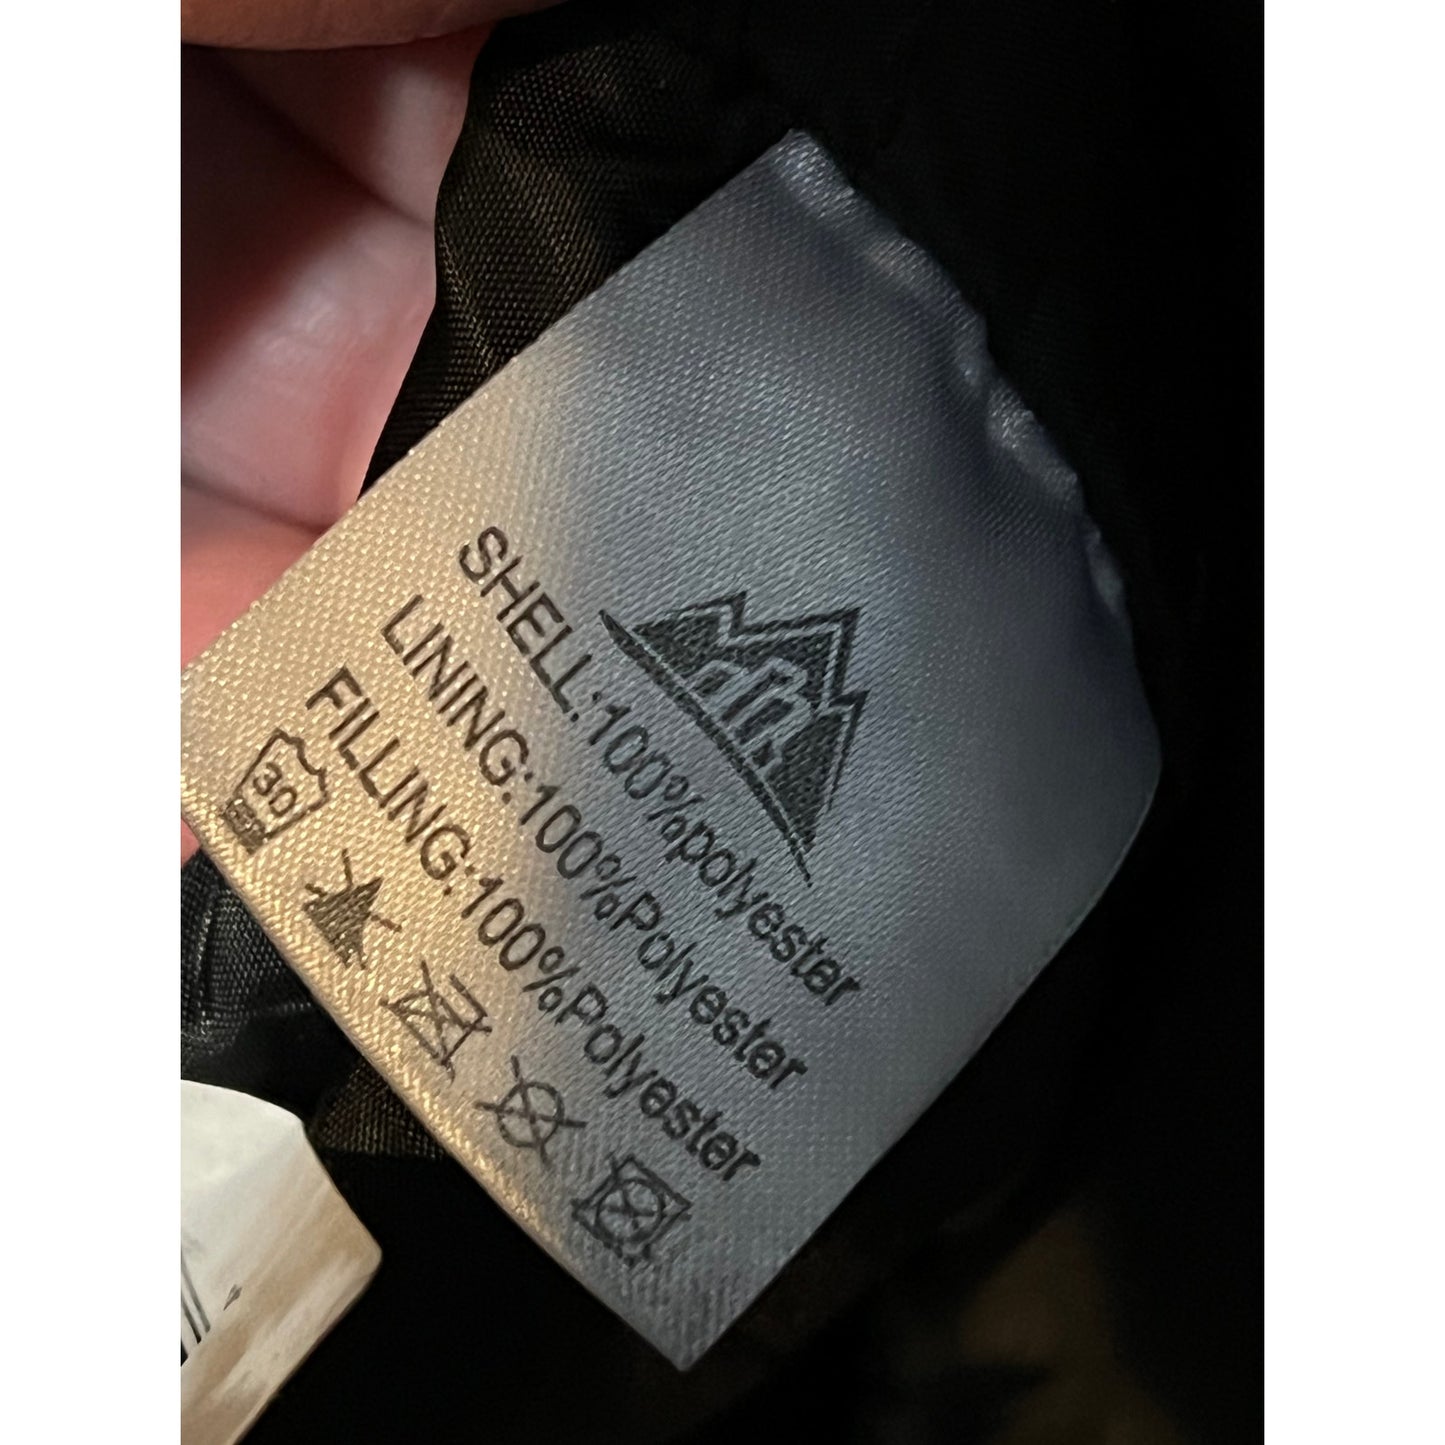 SHELL:100%polyester
LINING:100%Polyester
FILLING:100%Polyester
30